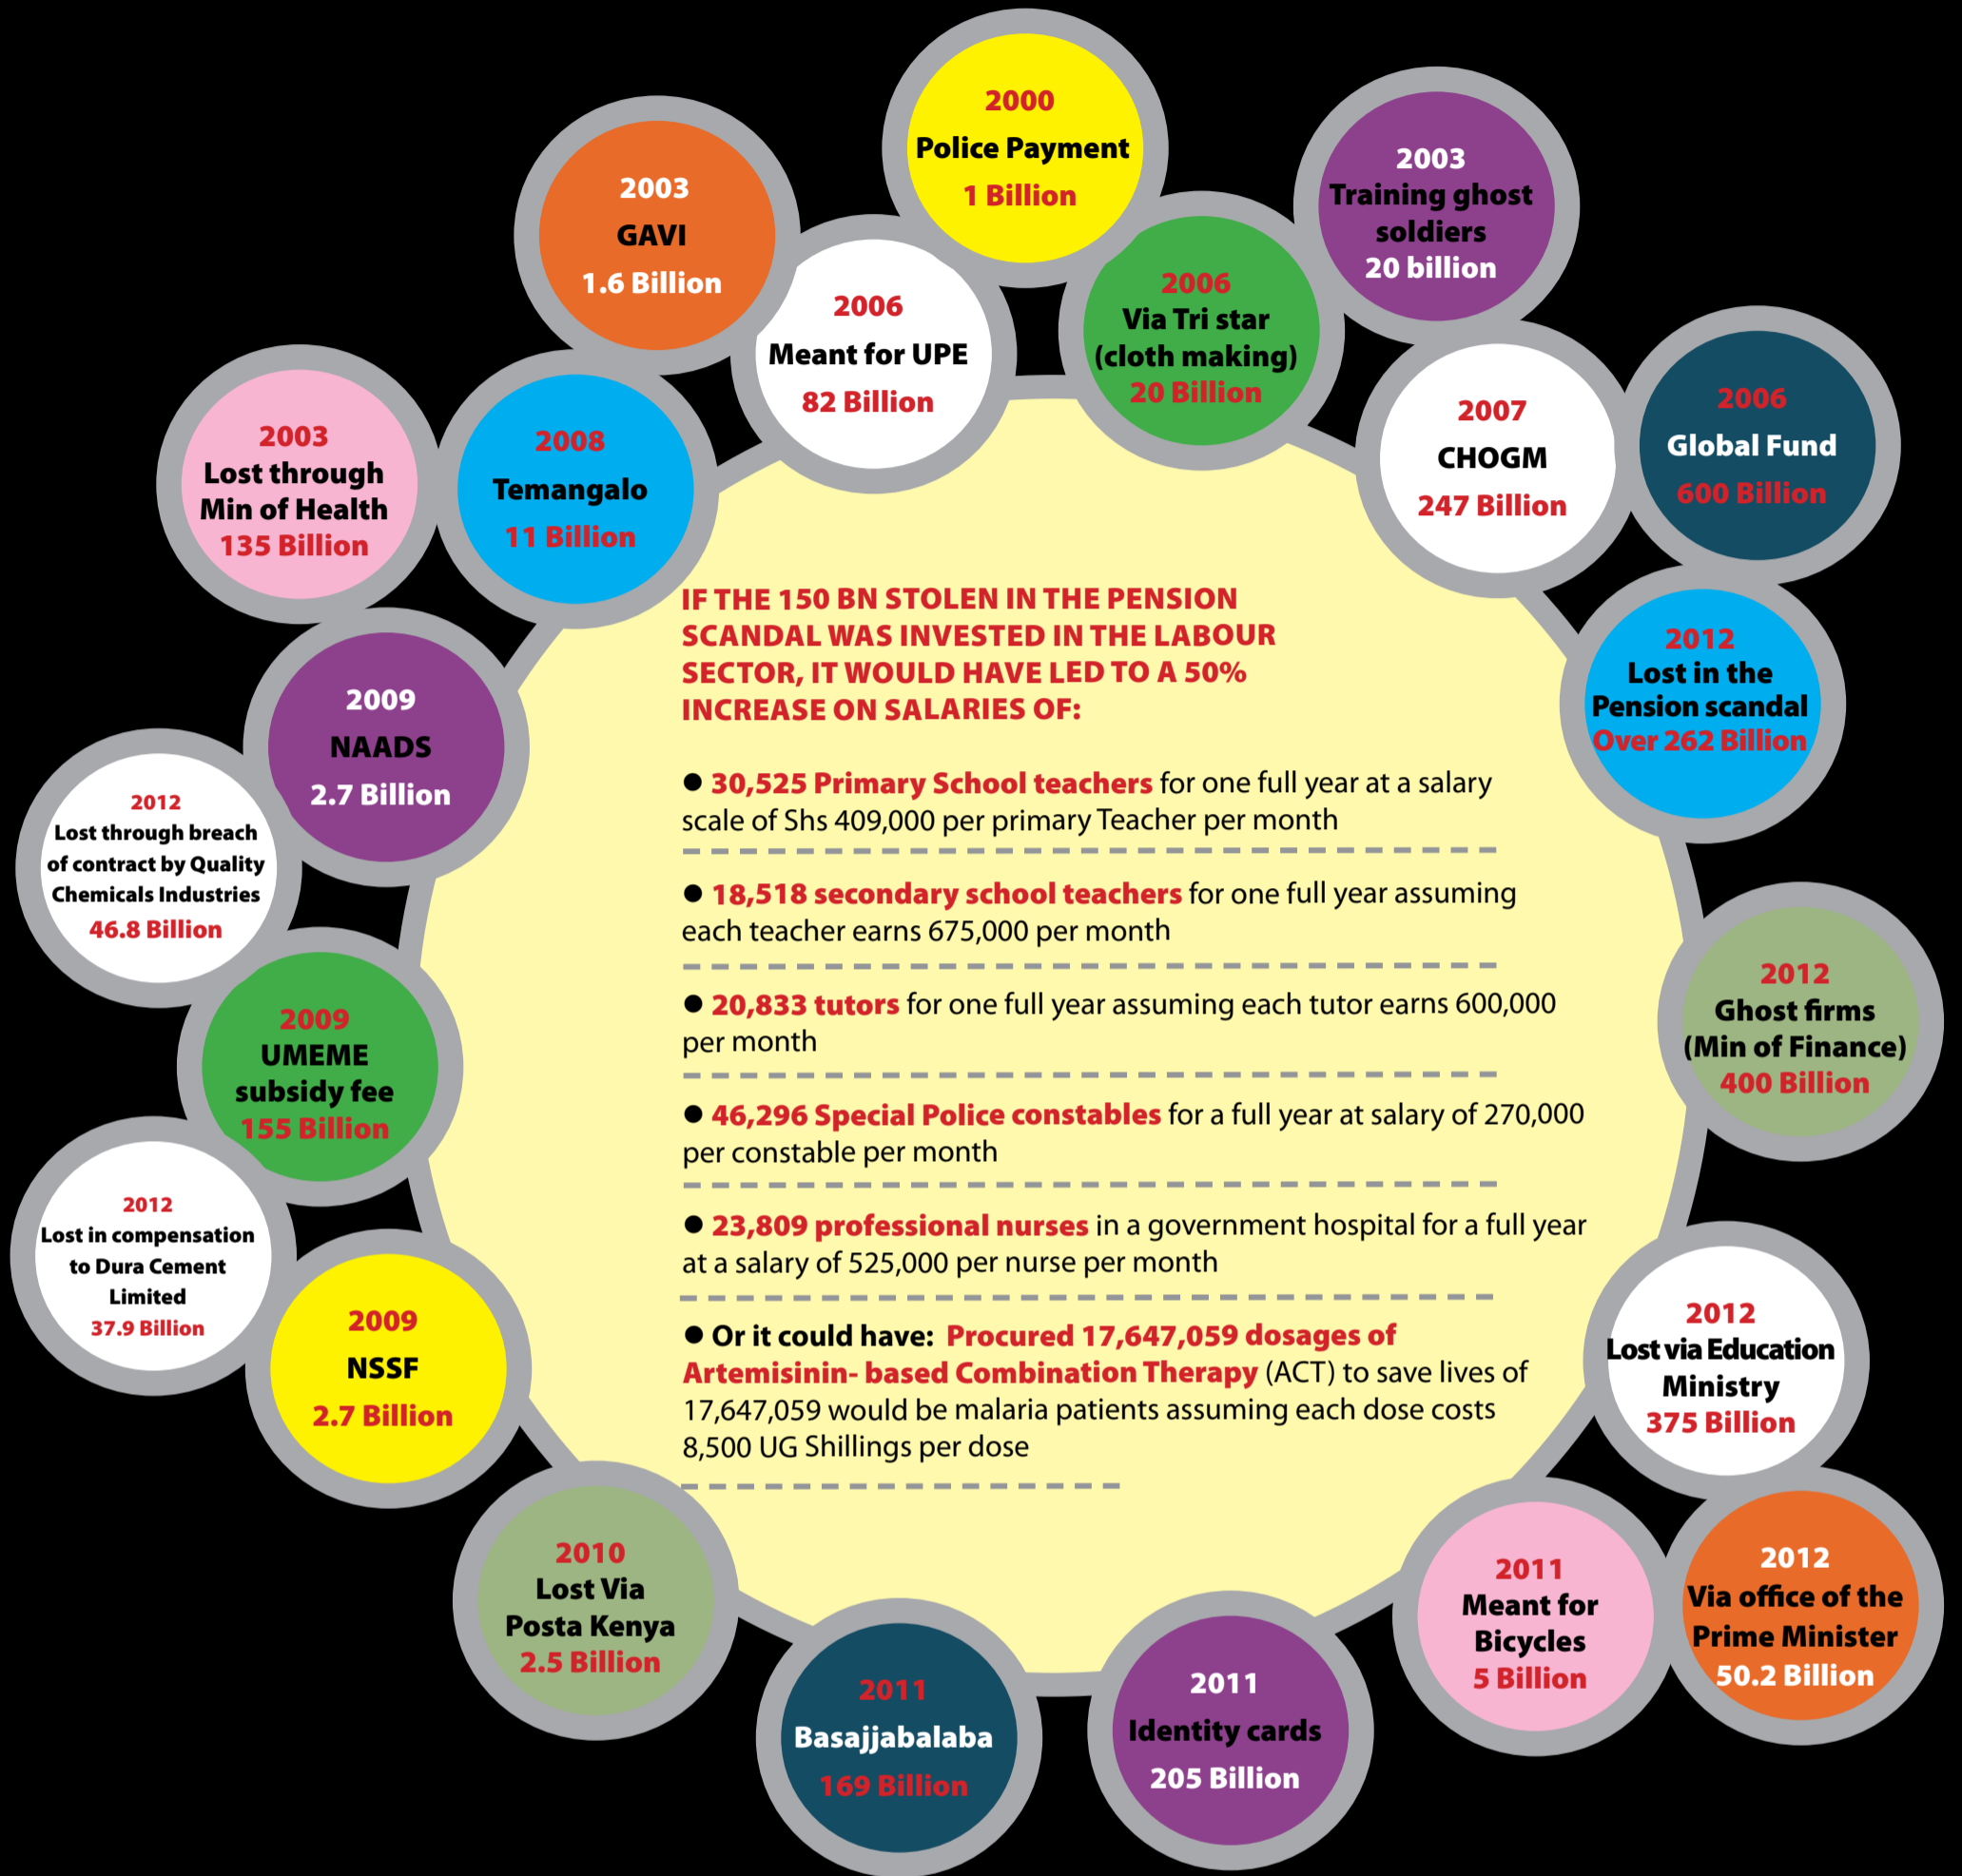 2000
Police Payment
1 Billion
2003
Training ghost
soldiers
20 billion
2003
GAVI
1.6 Billion
2006
Meant for UPE
82 Billion
2006
Via Tri star
(cloth making)
20 Billion
2007
CHOGM
247 Billion
2006
Global Fund
600 Billion
2003
Lost through
Min of Health
135 Billion
2008
Temangalo
11 Billion
2012
Lost in the
Pension scandal
Over 262 Billion
2009
NAADS
2.7 Billion
2012
Lost through breach
of contract by Quality
Chemicals Industries
46.8 Billion
2009
UMEME
subsidy fee
155 Billion
2012
Lost in compensation
to Dura Cement
Limited
37.9 Billion
2009
NSSF
2.7 Billion
IF THE 150 BN STOLEN IN THE PENSION
SCANDAL WAS INVESTED IN THE LABOUR
SECTOR, IT WOULD HAVE LED TO A 50%
INCREASE ON SALARIES OF:
● 30,525 Primary School teachers for one full year at a salary
scale of Shs 409,000 per primary Teacher per month
● 18,518 secondary school teachers for one full year assuming
each teacher earns 675,000 per month
● 20,833 tutors for one full year assuming each tutor earns 600,000
per month
● 46,296 Special Police constables for a full year at salary of 270,000
per constable per month
● 23,809 professional nurses in a government hospital for a full year
at a salary of 525,000 per nurse per month
● Or it could have: Procured 17,647,059 dosages of
Artemisinin- based Combination Therapy (ACT) to save lives of
17,647,059 would be malaria patients assuming each dose costs
8,500 UG Shillings per dose
2012
Ghost firms
(Min of Finance)
400 Billion
2012
Lost via Education
Ministry
375 Billion
2010
Lost Via
Posta Kenya
2.5 Billion
2011
Basajjabalaba
169 Billion
2011
Identity cards
205 Billion
2011
Meant for
Bicycles
5 Billion
2012
Via office of the
Prime Minister
50.2 Billion